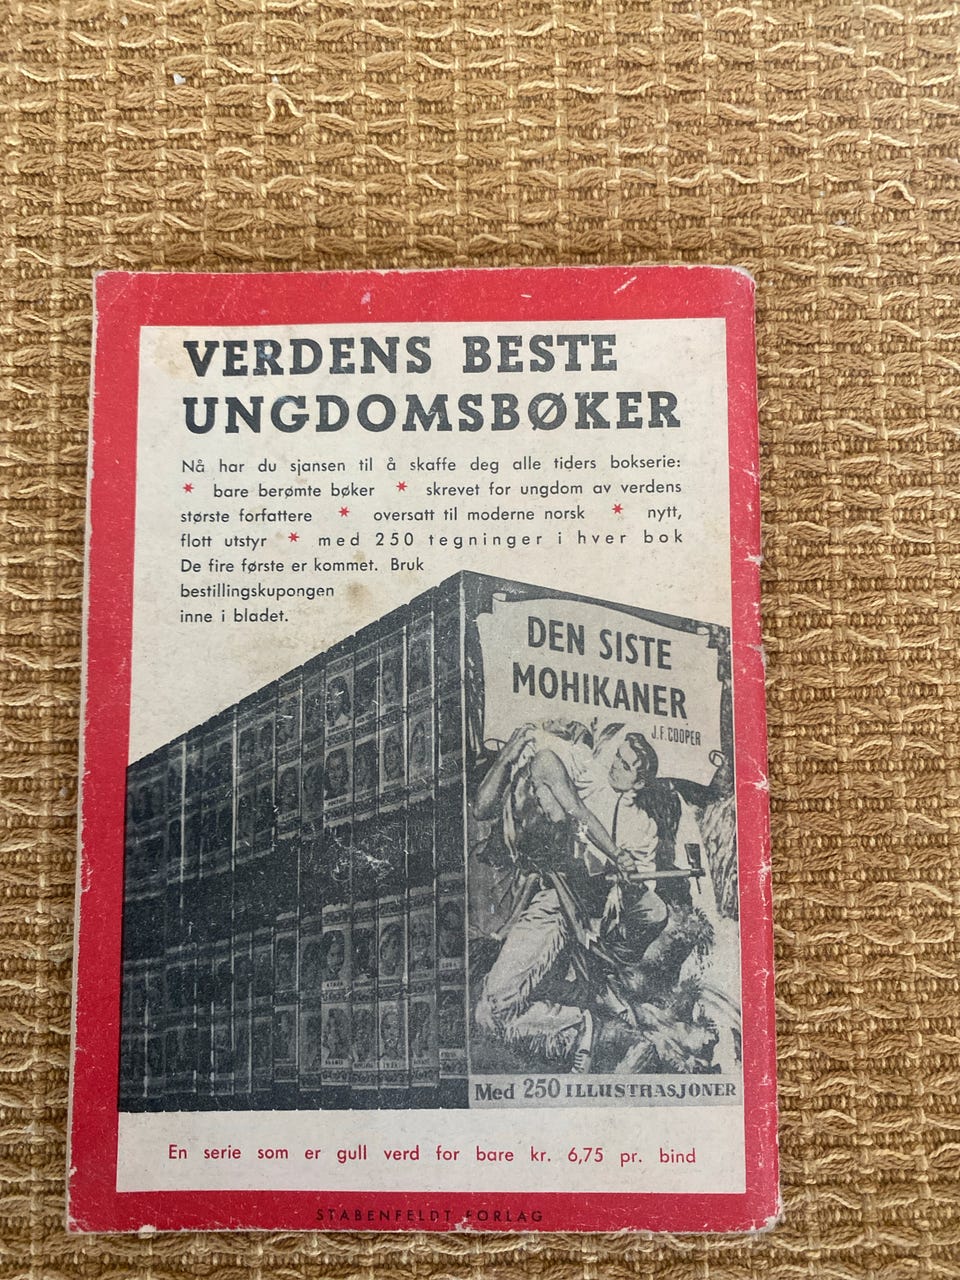 VERDENS BESTE
UNGDOMSBØKER
Nå har du sjansen til å skaffe deg alle tiders bokserie:
* bare berømte bøker * skrevet for ungdom av verdens
største forfattere * oversatt til moderne norsk * nytt,
flott utstyr * med 250 tegninger i hver bok
De fire første er kommet. Bruk
bestillingskupongen
inne i bladet.
DEN SISTE
MOHIKANER
J.F. COOPER
Med 250 ILLUSTRASJONER
En serie som er gull verd for bare kr. 6,75 pr. bind
STABENFELDT FORLAG